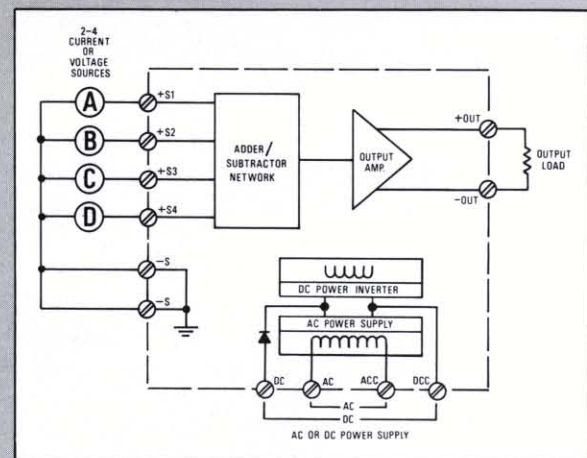 2-4
CURRENT
OR
VOLTAGE
SOURCES
A
B
C
D
+S1
+S2
+S3
+S4
-S
-S
ADDER/
SUBTRACTOR
NETWORK
OUTPUT
AMP.
+OUT
-OUT
OUTPUT
LOAD
DC POWER INVERTER
AC POWER SUPPLY
DC
AC
ACC
DCC
AC
DC
AC OR DC POWER SUPPLY